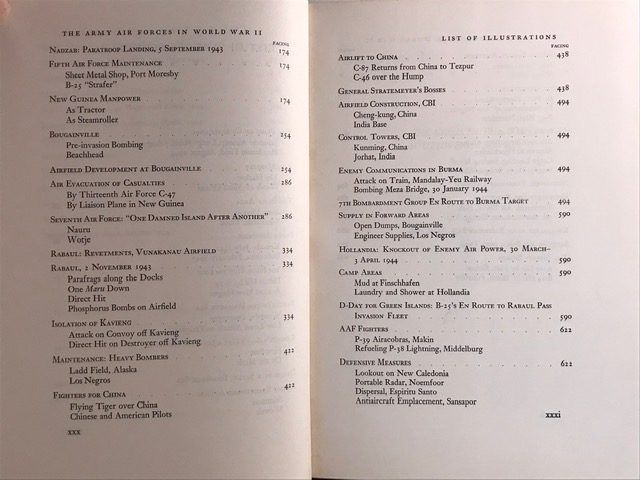 THE ARMY AIR FORCES IN WORLD WAR II
FACING
NADZAB: PARATROOP LANDING, 5 SEPTEMBER 1943 . . . . . 174
FIFTH AIR FORCE MAINTENANCE . . . . . 174
Sheet Metal Shop, Port Moresby
B-25 "Strafer"
NEW GUINEA MANPOWER . . . . . 174
As Tractor
As Steamroller
BOUGAINVILLE . . . . . 254
Pre-invasion Bombing
Beachhead
AIRFIELD DEVELOPMENT AT BOUGAINVILLE . . . . . 254
AIR EVACUATION OF CASUALTIES . . . . . 286
By Thirteenth Air Force C-47
By Liaison Plane in New Guinea
SEVENTH AIR FORCE: "ONE DAMNED ISLAND AFTER ANOTHER" . . 286
Nauru
Wotje
RABAUL: REVETMENTS, VUNAKANAU AIRFIELD . . . . . 334
RABAUL, 2 NOVEMBER 1943 . . . . . 334
Parafrags along the Docks
One Maru Down
Direct Hit
Phosphorus Bombs on Airfield
ISOLATION OF KAVIENG . . . . . 334
Attack on Convoy off Kavieng
Direct Hit on Destroyer off Kavieng
MAINTENANCE: HEAVY BOMBERS . . . . . 422
Ladd Field, Alaska
Los Negros
FIGHTERS FOR CHINA . . . . . 422
Flying Tiger over China
Chinese and American Pilots
xxx
LIST OF ILLUSTRATIONS
FACING
AIRLIFT TO CHINA . . . . . 438
C-87 Returns from China to Tezpur
C-46 over the Hump
GENERAL STRATEMEYER'S BOSSES . . . . . 438
AIRFIELD CONSTRUCTION, CBI . . . . . 494
Cheng-kung, China
India Base
CONTROL TOWERS, CBI . . . . . 494
Kunming, China
Jorhat, India
ENEMY COMMUNICATIONS IN BURMA . . . . . 494
Attack on Train, Mandalay-Yeu Railway
Bombing Meza Bridge, 30 January 1944
7TH BOMBARDMENT GROUP EN ROUTE TO BURMA TARGET . . . 494
SUPPLY IN FORWARD AREAS . . . . . 590
Open Dumps, Bougainville
Engineer Supplies, Los Negros
HOLLANDIA: KNOCKOUT OF ENEMY AIR POWER, 30 MARCH–
3 APRIL 1944 . . . . . 590
CAMP AREAS . . . . . 590
Mud at Finschhafen
Laundry and Shower at Hollandia
D-DAY FOR GREEN ISLANDS: B-25'S EN ROUTE TO RABAUL PASS
INVASION FLEET . . . . . 590
AAF FIGHTERS . . . . . 622
P-39 Airacobras, Makin
Refueling P-38 Lightning, Middelburg
DEFENSIVE MEASURES . . . . . 622
Lookout on New Caledonia
Portable Radar, Noemfoor
Dispersal, Espiritu Santo
Antiaircraft Emplacement, Sansapor
xxxi